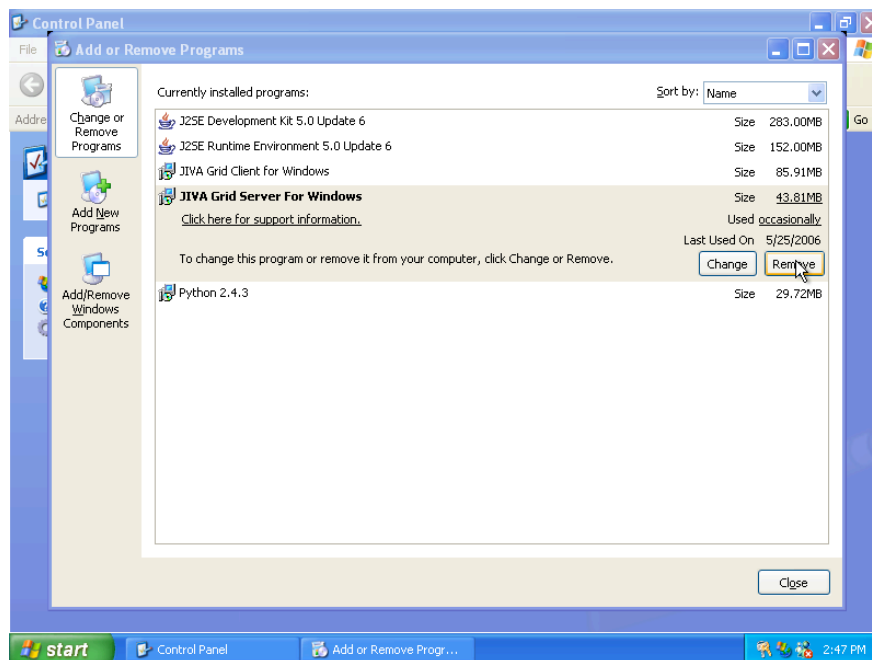 Control Panel
File
Add or Remove Programs
Addre
Go
Change or
Remove
Programs
Add New
Programs
Add/Remove
Windows
Components
Currently installed programs:
Sort by: Name
J2SE Development Kit 5.0 Update 6 Size 283.00MB
J2SE Runtime Environment 5.0 Update 6 Size 152.00MB
JIVA Grid Client for Windows Size 85.91MB
JIVA Grid Server For Windows Size 43.81MB
Click here for support information. Used occasionally
Last Used On 5/25/2006
To change this program or remove it from your computer, click Change or Remove. Change Remove
Python 2.4.3 Size 29.72MB
Close
start Control Panel Add or Remove Progr... 2:47 PM